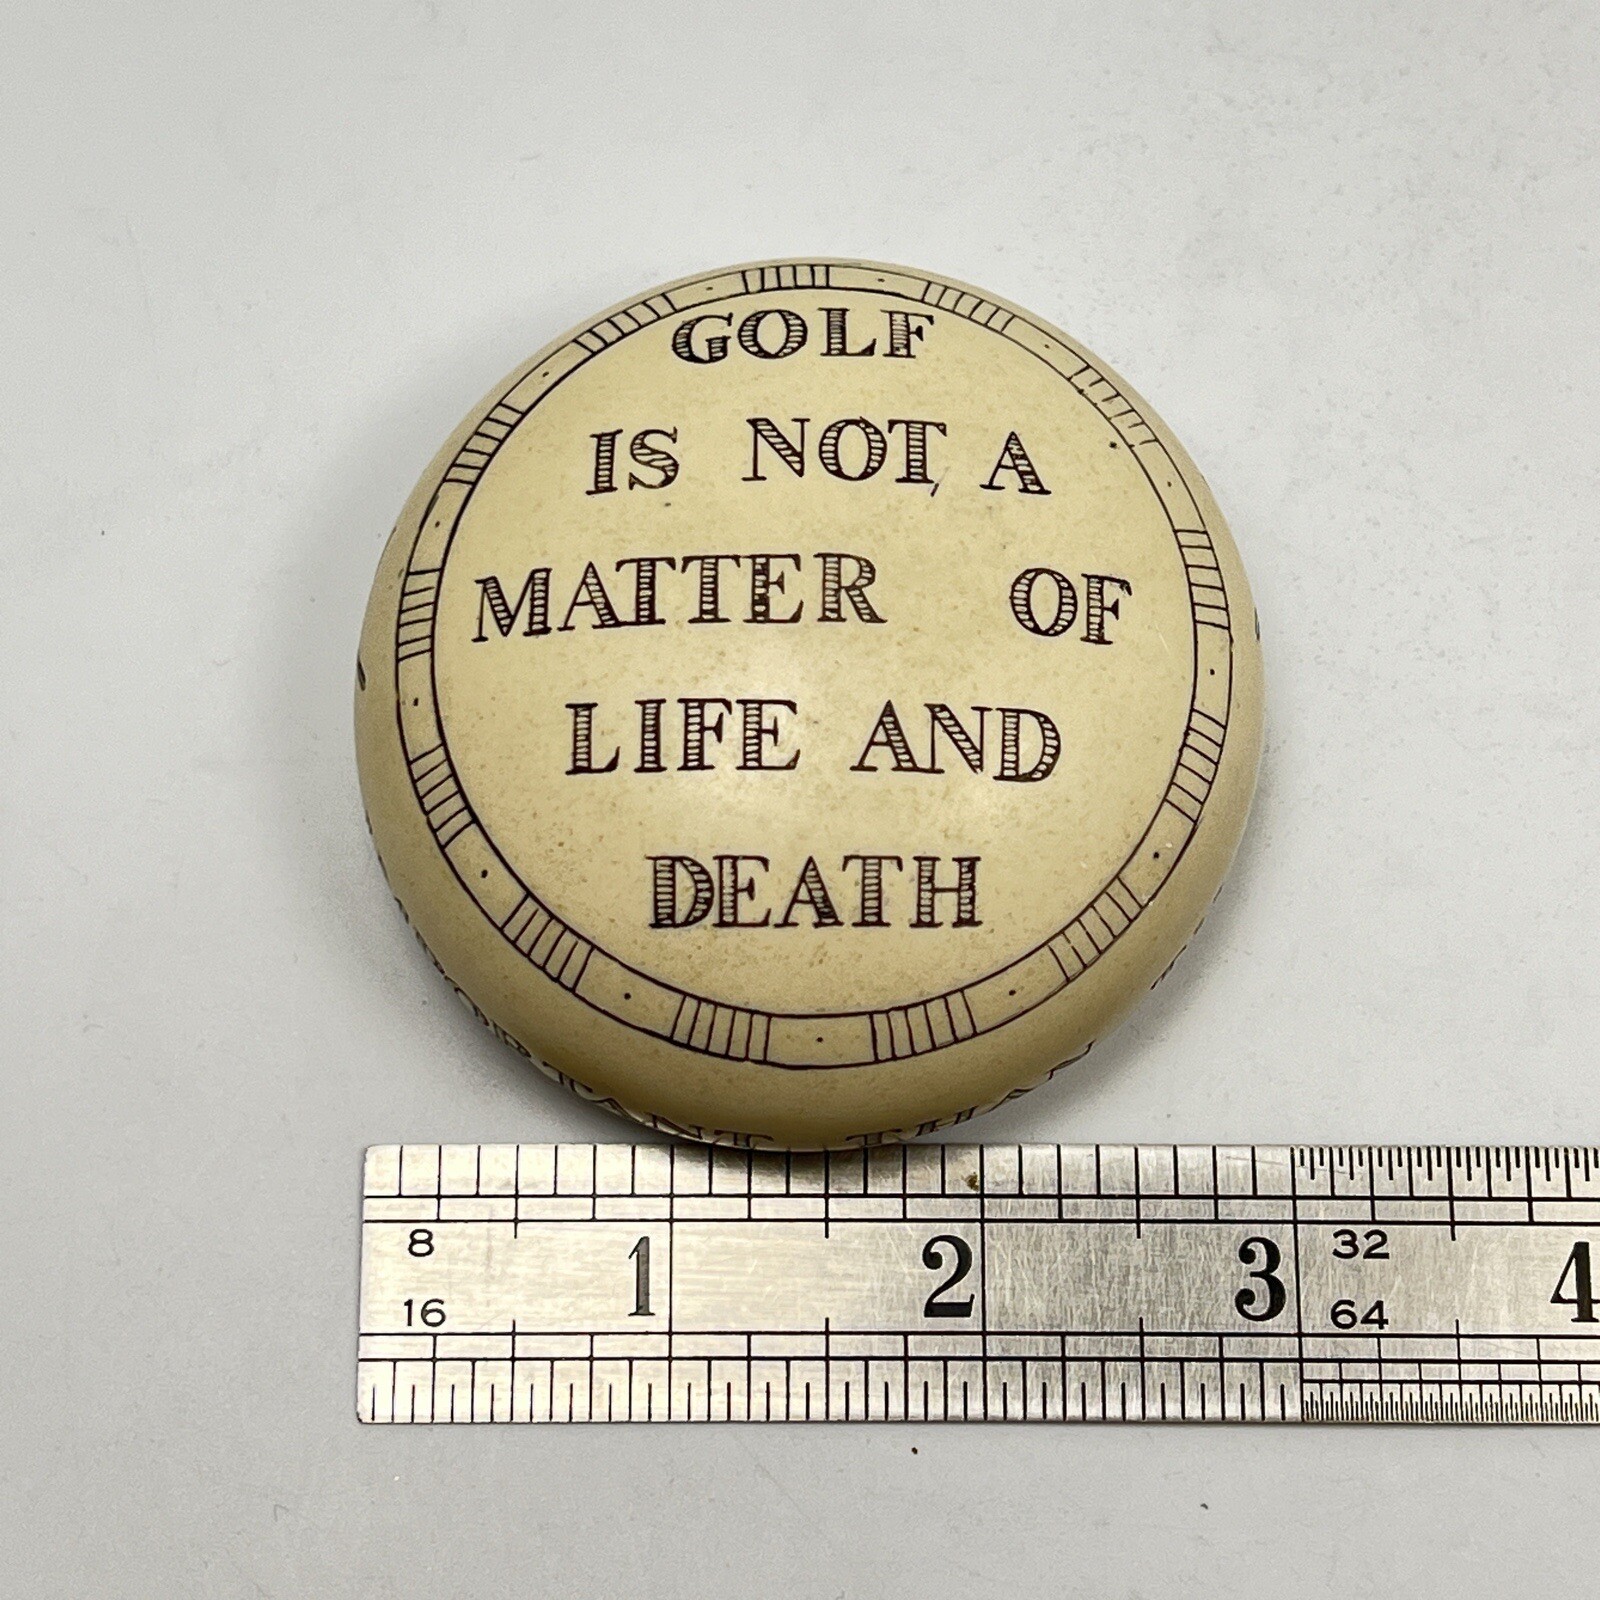 GOLF
IS NOT A
MATTER OF
LIFE AND
DEATH
8
1
2
3
32
4
16
64